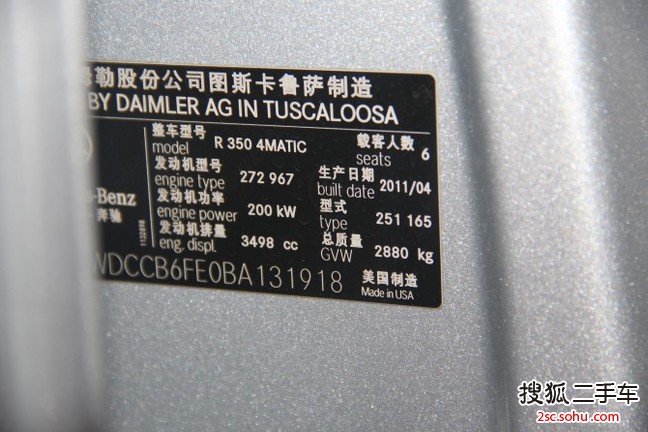 勒股份公司图斯卡鲁萨制造
BY DAIMLER AG IN TUSCALOOSA
整车型号
model R 350 4MATIC
载客人数
seats 6
发动机型号
engine type 272 967
生产日期
built date 2011/04
发动机功率
engine power 200 kW
型式
type 251 165
发动机排量
eng. displ. 3498 cc
总质量
GVW 2880 kg
-Benz
奔驰
WDCCB6FE0BA131918
美国制造
Made in USA
搜狐二手车
2sc.sohu.com